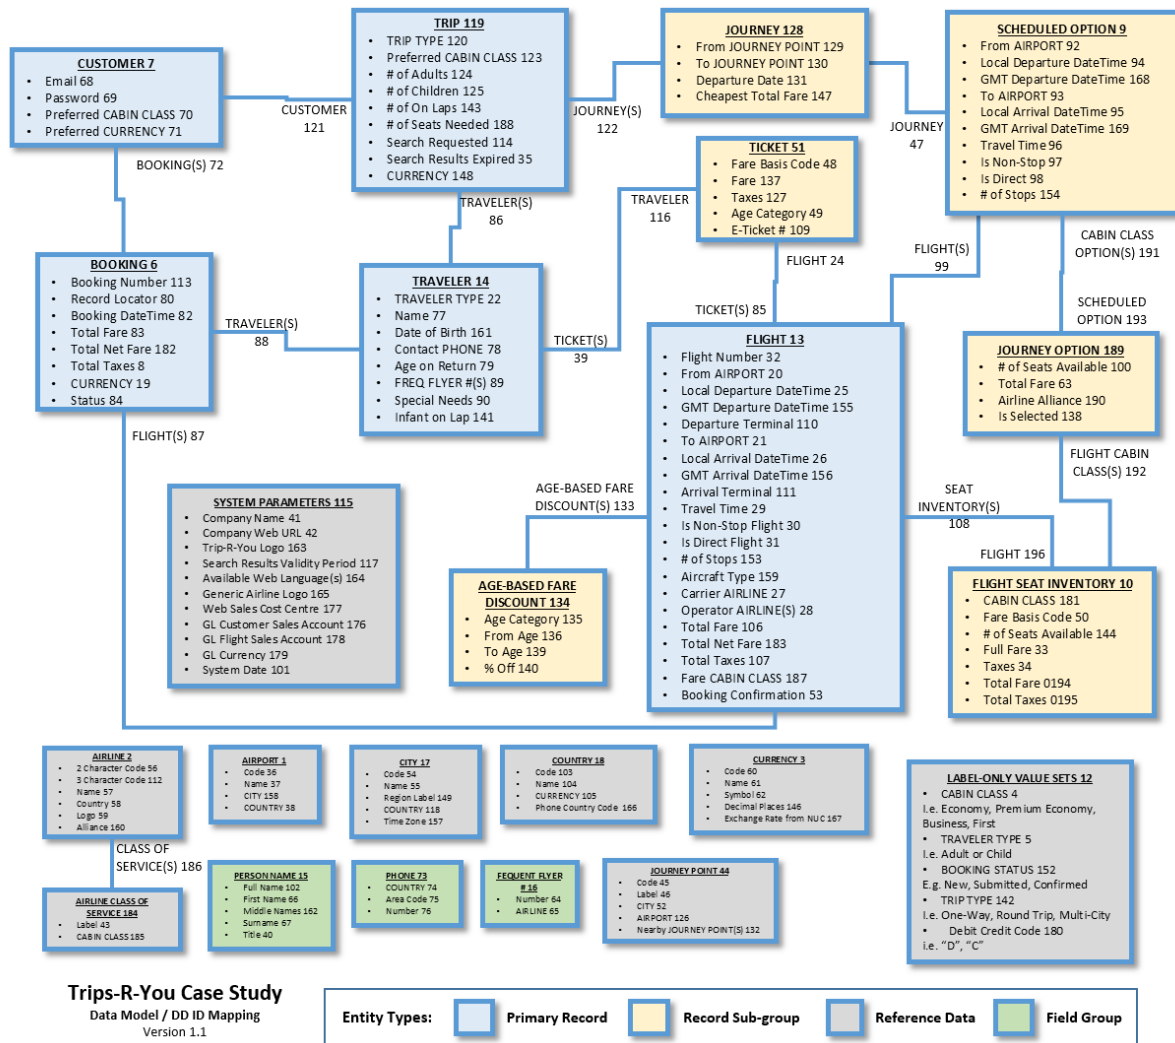 TRIP 119
• TRIP TYPE 120
• Preferred CABIN CLASS 123
• # of Adults 124
• # of Children 125
• # of On Laps 143
• # of Seats Needed 188
• Search Requested 114
• Search Results Expired 35
• CURRENCY 148
JOURNEY 128
• From JOURNEY POINT 129
• To JOURNEY POINT 130
• Departure Date 131
• Cheapest Total Fare 147
SCHEDULED OPTION 9
• From AIRPORT 92
• Local Departure DateTime 94
• GMT Departure DateTime 168
• To AIRPORT 93
• Local Arrival DateTime 95
• GMT Arrival DateTime 169
• Travel Time 96
• Is Non-Stop 97
• Is Direct 98
• # of Stops 154
CUSTOMER 7
• Email 68
• Password 69
• Preferred CABIN CLASS 70
• Preferred CURRENCY 71
CUSTOMER
121
JOURNEY(S)
122
JOURNEY
47
BOOKING(S) 72
TICKET 51
• Fare Basis Code 48
• Fare 137
• Taxes 127
• Age Category 49
• E-Ticket # 109
TRAVELER(S)
86
TRAVELER
116
FLIGHT 24
FLIGHT(S)
99
CABIN CLASS
OPTION(S) 191
BOOKING 6
• Booking Number 113
• Record Locator 80
• Booking DateTime 82
• Total Fare 83
• Total Net Fare 182
• Total Taxes 8
• CURRENCY 19
• Status 84
TRAVELER(S)
88
TRAVELER 14
• TRAVELER TYPE 22
• Name 77
• Date of Birth 161
• Contact PHONE 78
• Age on Return 79
• FREQ FLYER #(S) 89
• Special Needs 90
• Infant on Lap 141
TICKET(S)
39
TICKET(S) 85
SCHEDULED
OPTION 193
FLIGHT 13
• Flight Number 32
• From AIRPORT 20
• Local Departure DateTime 25
• GMT Departure DateTime 155
• Departure Terminal 110
• To AIRPORT 21
• Local Arrival DateTime 26
• GMT Arrival DateTime 156
• Arrival Terminal 111
• Travel Time 29
• Is Non-Stop Flight 30
• Is Direct Flight 31
• # of Stops 153
• Aircraft Type 159
• Carrier AIRLINE 27
• Operator AIRLINE(S) 28
• Total Fare 106
• Total Net Fare 183
• Total Taxes 107
• Fare CABIN CLASS 187
• Booking Confirmation 53
JOURNEY OPTION 189
• # of Seats Available 100
• Total Fare 63
• Airline Alliance 190
• Is Selected 138
FLIGHT CABIN
CLASS(S) 192
FLIGHT(S) 87
SYSTEM PARAMETERS 115
• Company Name 41
• Company Web URL 42
• Trip-R-You Logo 163
• Search Results Validity Period 117
• Available Web Language(s) 164
• Generic Airline Logo 165
• Web Sales Cost Centre 177
• GL Customer Sales Account 176
• GL Flight Sales Account 178
• GL Currency 179
• System Date 101
AGE-BASED FARE
DISCOUNT(S) 133
SEAT
INVENTORY(S)
108
FLIGHT 196
AGE-BASED FARE
DISCOUNT 134
• Age Category 135
• From Age 136
• To Age 139
• % Off 140
FLIGHT SEAT INVENTORY 10
• CABIN CLASS 181
• Fare Basis Code 50
• # of Seats Available 144
• Full Fare 33
• Taxes 34
• Total Fare 0194
• Total Taxes 0195
AIRLINE 2
• 2 Character Code 56
• 3 Character Code 112
• Name 57
• Country 58
• Logo 59
• Alliance 160
AIRPORT 1
• Code 36
• Name 37
• CITY 158
• COUNTRY 38
CITY 17
• Code 54
• Name 55
• Region Label 149
• COUNTRY 118
• Time Zone 157
COUNTRY 18
• Code 103
• Name 104
• CURRENCY 105
• Phone Country Code 166
CURRENCY 3
• Code 60
• Name 61
• Symbol 62
• Decimal Places 146
• Exchange Rate from NUC 167
LABEL-ONLY VALUE SETS 12
• CABIN CLASS 4
I.e. Economy, Premium Economy,
Business, First
• TRAVELER TYPE 5
I.e. Adult or Child
• BOOKING STATUS 152
E.g. New, Submitted, Confirmed
• TRIP TYPE 142
I.e. One-Way, Round Trip, Multi-City
• Debit Credit Code 180
i.e. “D”, “C”
CLASS OF
SERVICE(S) 186
AIRLINE CLASS OF
SERVICE 184
• Label 43
• CABIN CLASS 185
PERSON NAME 15
• Full Name 102
• First Name 66
• Middle Names 162
• Surname 67
• Title 40
PHONE 73
• COUNTRY 74
• Area Code 75
• Number 76
FEQUENT FLYER
# 16
• Number 64
• AIRLINE 65
JOURNEY POINT 44
• Code 45
• Label 46
• CITY 52
• AIRPORT 126
• Nearby JOURNEY POINT(S) 132
Trips-R-You Case Study
Data Model / DD ID Mapping
Version 1.1
Entity Types:
Primary Record
Record Sub-group
Reference Data
Field Group